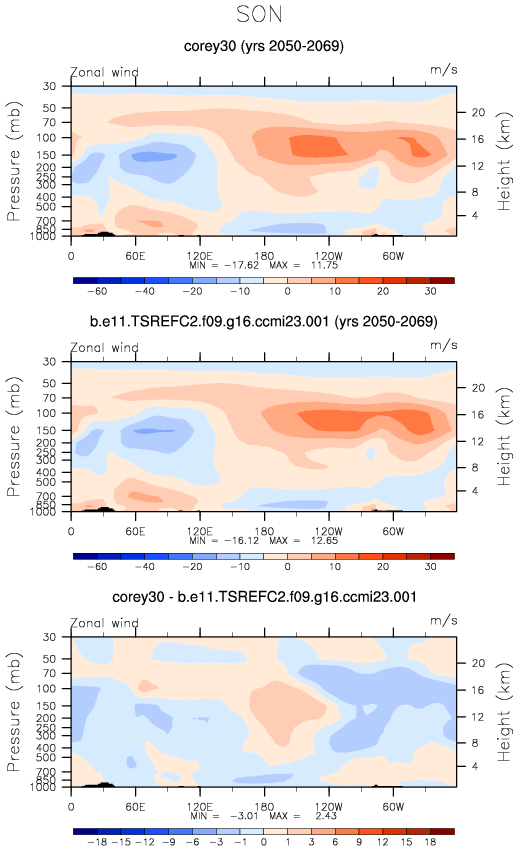 SON
corey30 (yrs 2050-2069)
Zonal wind m/s
30
50
70
100
150
200
250
300
400
500
700
850
1000
Pressure (mb)
20
16
12
8
4
Height (km)
0 60E 120E 180 120W 60W
MIN = -17.62 MAX = 11.75
-60 -40 -20 -10 0 10 20 30
b.e11.TSREFC2.f09.g16.ccmi23.001 (yrs 2050-2069)
Zonal wind m/s
30
50
70
100
150
200
250
300
400
500
700
850
1000
Pressure (mb)
20
16
12
8
4
Height (km)
0 60E 120E 180 120W 60W
MIN = -16.12 MAX = 12.65
-60 -40 -20 -10 0 10 20 30
corey30 - b.e11.TSREFC2.f09.g16.ccmi23.001
Zonal wind m/s
30
50
70
100
150
200
250
300
400
500
700
850
1000
Pressure (mb)
20
16
12
8
4
Height (km)
0 60E 120E 180 120W 60W
MIN = -3.01 MAX = 2.43
-18 -15 -12 -9 -6 -3 -1 0 1 3 6 9 12 15 18